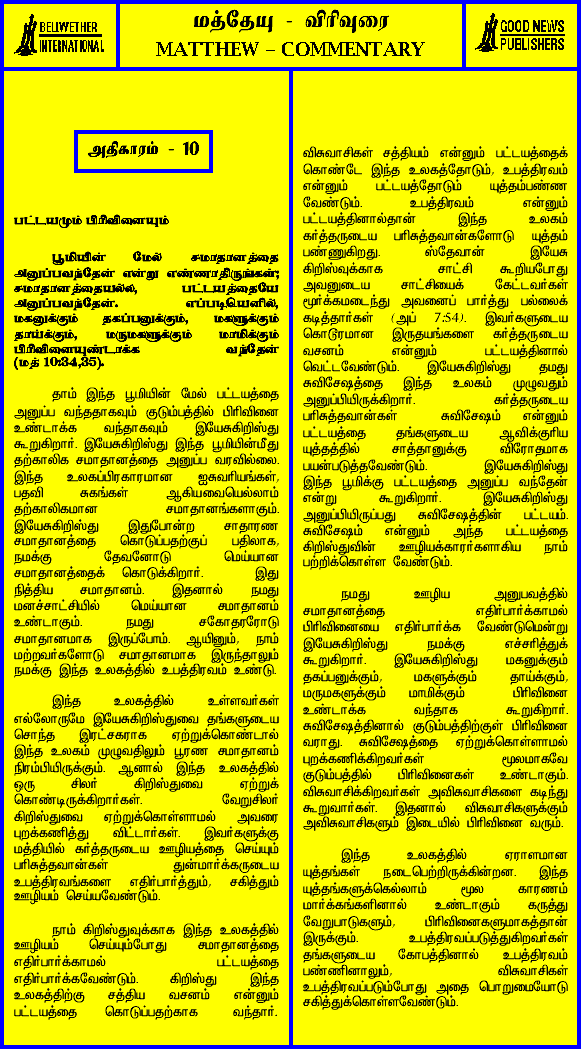 BELIWETHER
INTERNATIONAL
மத்தேயு - விரிவுரை
MATTHEW – COMMENTARY
GOOD NEWS
PUBLISHERS
அதிகாரம் - 10
பட்டயமும் பிரிவினையும்
பூமியின் மேல் சமாதானத்தை
அனுப்பவந்தேன் என்று எண்ணாதிருங்கள்;
சமாதானத்தையல்ல, பட்டயத்தையே
அனுப்பவந்தேன். எப்படியெனில்,
மகனுக்கும் தகப்பனுக்கும், மகளுக்கும்
தாய்க்கும், மருமகளுக்கும் மாமிக்கும்
பிரிவினையுண்டாக்க வந்தேன்
(மத் 10:34,35).
தாம் இந்த பூமியின் மேல் பட்டயத்தை
அனுப்ப வந்ததாகவும் குடும்பத்தில் பிரிவினை
உண்டாக்க வந்தாகவும் இயேசுகிறிஸ்து
கூறுகிறார். இயேசுகிறிஸ்து இந்த பூமியின்மீது
தற்காலிக சமாதானத்தை அனுப்ப வரவில்லை.
இந்த உலகப்பிரகாரமான ஐசுவரியங்கள்,
பதவி சுகங்கள் ஆகியவையெல்லாம்
தற்காலிகமான சமாதானங்களாகும்.
இயேசுகிறிஸ்து இதுபோன்ற சாதாரண
சமாதானத்தை கொடுப்பதற்குப் பதிலாக,
நமக்கு தேவனோடு மெய்யான
சமாதானத்தைக் கொடுக்கிறார். இது
நித்திய சமாதானம். இதனால் நமது
மனச்சாட்சியில் மெய்யான சமாதானம்
உண்டாகும். நமது சகோதரரோடு
சமாதானமாக இருப்போம். ஆயினும், நாம்
மற்றவர்களோடு சமாதானமாக இருந்தாலும்
நமக்கு இந்த உலகத்தில் உபத்திரவம் உண்டு.
இந்த உலகத்தில் உள்ளவர்கள்
எல்லோருமே இயேசுகிறிஸ்துவை தங்களுடைய
சொந்த இரட்சகராக ஏற்றுக்கொண்டால்
இந்த உலகம் முழுவதிலும் பூரண சமாதானம்
நிரம்பியிருக்கும். ஆனால் இந்த உலகத்தில்
ஒரு சிலர் கிறிஸ்துவை ஏற்றுக்
கொண்டிருக்கிறார்கள். வேறுசிலர்
கிறிஸ்துவை ஏற்றுக்கொள்ளாமல் அவரை
புறக்கணித்து விட்டார்கள். இவர்களுக்கு
மத்தியில் கர்த்தருடைய ஊழியத்தை செய்யும்
பரிசுத்தவான்கள் துன்மார்க்கருடைய
உபத்திரவங்களை எதிர்பார்த்தும், சகித்தும்
ஊழியம் செய்யவேண்டும்.
நாம் கிறிஸ்துவுக்காக இந்த உலகத்தில்
ஊழியம் செய்யும்போது சமாதானத்தை
எதிர்பார்க்காமல் பட்டயத்தை
எதிர்பார்க்கவேண்டும். கிறிஸ்து இந்த
உலகத்திற்கு சத்திய வசனம் என்னும்
பட்டயத்தை கொடுப்பதற்காக வந்தார்.
விசுவாசிகள் சத்தியம் என்னும் பட்டயத்தைக்
கொண்டே இந்த உலகத்தோடும், உபத்திரவம்
என்னும் பட்டயத்தோடும் யுத்தம்பண்ண
வேண்டும். உபத்திரவம் என்னும்
பட்டயத்தினால்தான் இந்த உலகம்
கர்த்தருடைய பரிசுத்தவான்களோடு யுத்தம்
பண்ணுகிறது. ஸ்தேவான் இயேசு
கிறிஸ்வுக்காக சாட்சி கூறியபோது
அவனுடைய சாட்சியைக் கேட்டவர்கள்
மூர்க்கமடைந்து அவனைப் பார்த்து பல்லைக்
கடித்தார்கள் (அப் 7:54). இவர்களுடைய
கொடூரமான இருதயங்களை கர்த்தருடைய
வசனம் என்னும் பட்டயத்தினால்
வெட்டவேண்டும். இயேசுகிறிஸ்து தமது
சுவிசேஷத்தை இந்த உலகம் முழுவதும்
அனுப்பியிருக்கிறார். கர்த்தருடைய
பரிசுத்தவான்கள் சுவிசேஷம் என்னும்
பட்டயத்தை தங்களுடைய ஆவிக்குரிய
யுத்தத்தில் சாத்தானுக்கு விரோதமாக
பயன்படுத்தவேண்டும். இயேசுகிறிஸ்து
இந்த பூமிக்கு பட்டயத்தை அனுப்ப வந்தேன்
என்று கூறுகிறார். இயேசுகிறிஸ்து
அனுப்பியிருப்பது சுவிசேஷத்தின் பட்டயம்.
சுவிசேஷம் என்னும் அந்த பட்டயத்தை
கிறிஸ்துவின் ஊழியக்காரர்களாகிய நாம்
பற்றிக்கொள்ள வேண்டும்.
நமது ஊழிய அனுபவத்தில்
சமாதானத்தை எதிர்பார்க்காமல்
பிரிவினையை எதிர்பார்க்க வேண்டுமென்று
இயேசுகிறிஸ்து நமக்கு எச்சரித்துக்
கூறுகிறார். இயேசுகிறிஸ்து மகனுக்கும்
தகப்பனுக்கும், மகளுக்கும் தாய்க்கும்,
மருமகளுக்கும் மாமிக்கும் பிரிவினை
உண்டாக்க வந்தாக கூறுகிறார்.
சுவிசேஷத்தினால் குடும்பத்திற்குள் பிரிவினை
வராது. சுவிசேஷத்தை ஏற்றுக்கொள்ளாமல்
புறக்கணிக்கிறவர்கள் மூலமாகவே
குடும்பத்தில் பிரிவினைகள் உண்டாகும்.
விசுவாசிக்கிறவர்கள் அவிசுவாசிகளை கடிந்து
கூறுவார்கள். இதனால் விசுவாசிகளுக்கும்
அவிசுவாசிகளும் இடையில் பிரிவினை வரும்.
இந்த உலகத்தில் ஏராளமான
யுத்தங்கள் நடைபெற்றிருக்கின்றன. இந்த
யுத்தங்களுக்கெல்லாம் மூல காரணம்
மார்க்கங்களினால் உண்டாகும் கருத்து
வேறுபாடுகளும், பிரிவினைகளுமாகத்தான்
இருக்கும். உபத்திரவப்படுத்துகிறவர்கள்
தங்களுடைய கோபத்தினால் உபத்திரவம்
பண்ணினாலும், விசுவாசிகள்
உபத்திரவப்படும்போது அதை பொறுமையோடு
சகித்துக்கொள்ளவேண்டும்.